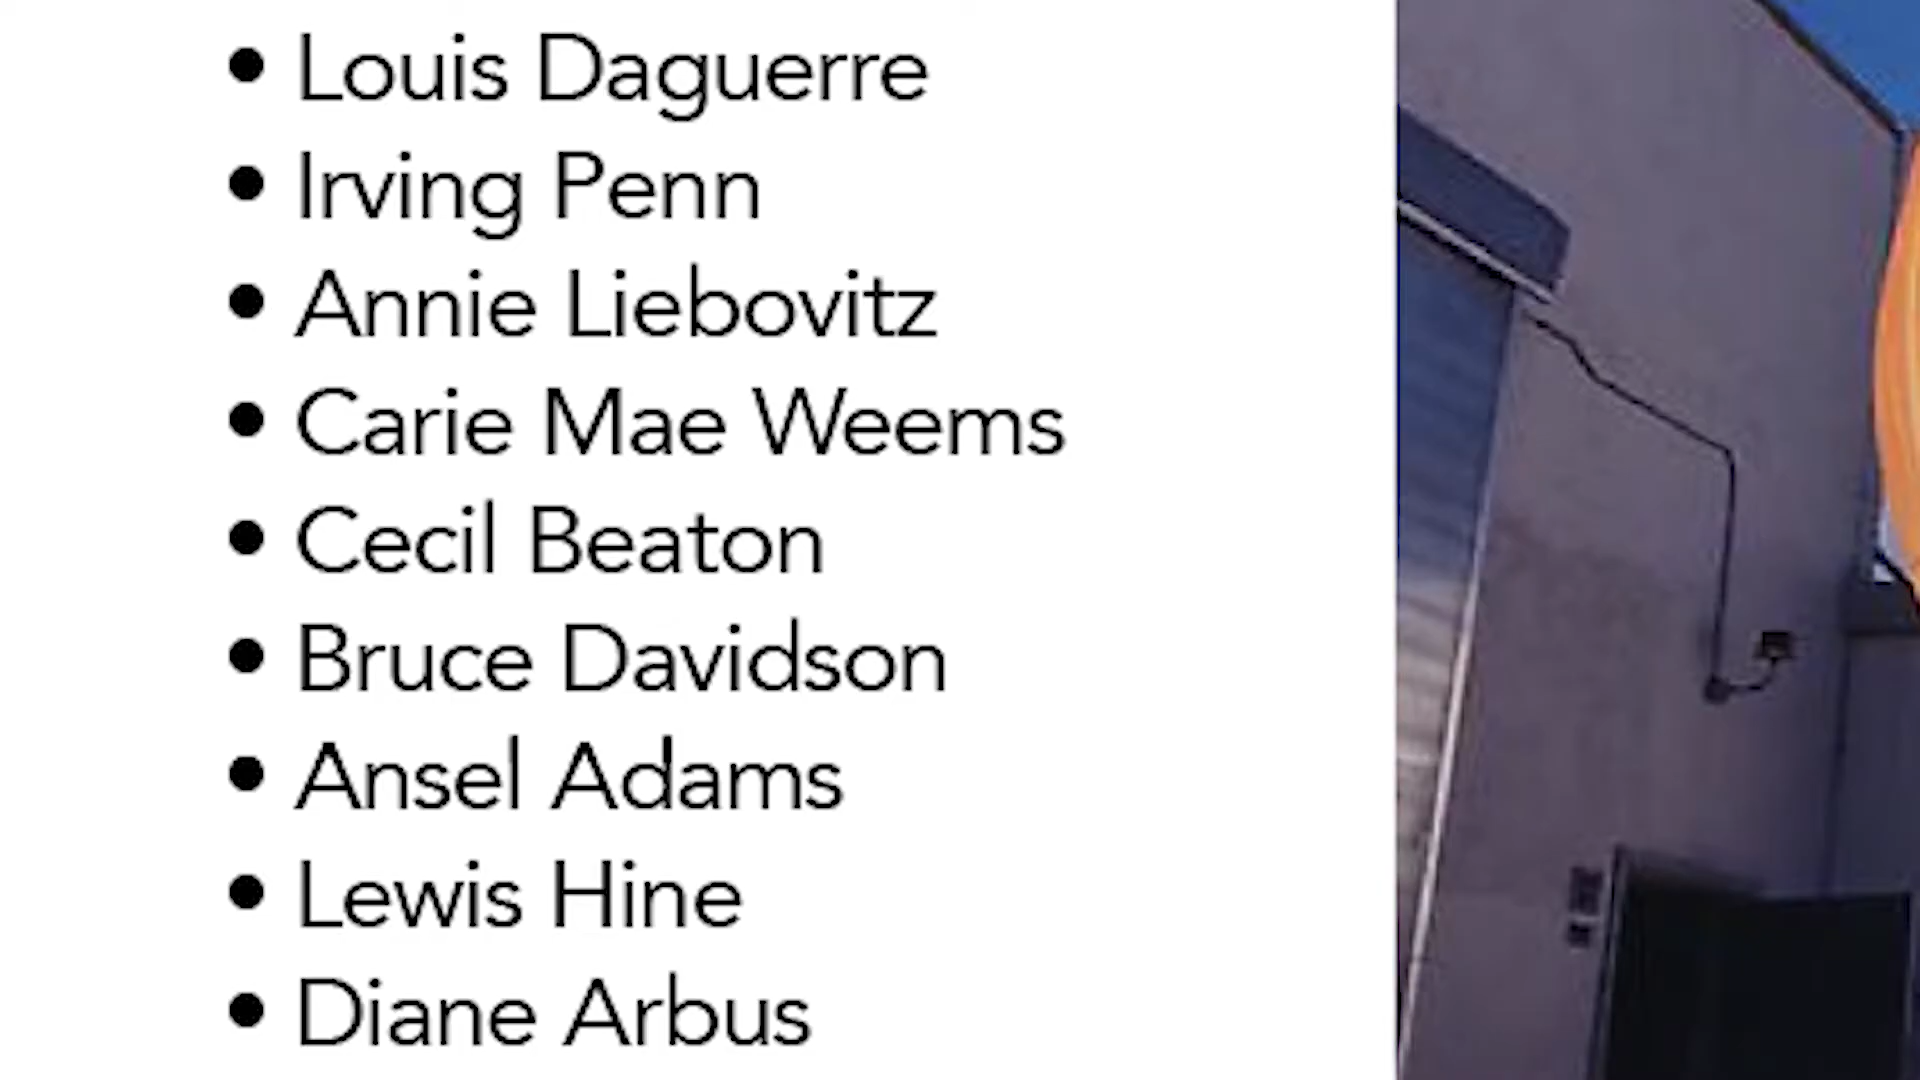 • Louis Daguerre
• Irving Penn
• Annie Liebovitz
• Carie Mae Weems
• Cecil Beaton
• Bruce Davidson
• Ansel Adams
• Lewis Hine
• Diane Arbus